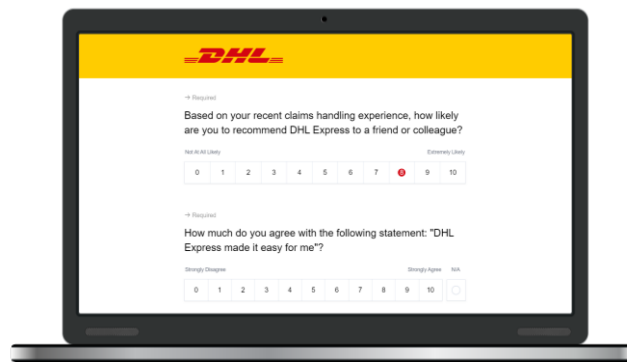 DHL
→ Required
Based on your recent claims handling experience, how likely
are you to recommend DHL Express to a friend or colleague?
Not At All Likely Extremely Likely
0 1 2 3 4 5 6 7 8 9 10
→ Required
How much do you agree with the following statement: "DHL
Express made it easy for me"?
Strongly Disagree Strongly Agree N/A
0 1 2 3 4 5 6 7 8 9 10